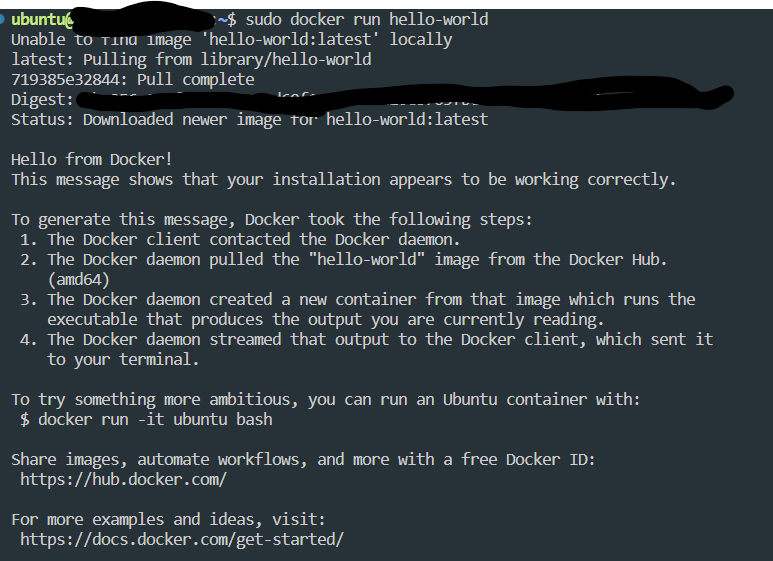 ubuntu@ :~$ sudo docker run hello-world
Unable to find image 'hello-world:latest' locally
latest: Pulling from library/hello-world
719385e32844: Pull complete
Digest:
Status: Downloaded newer image for hello-world:latest
Hello from Docker!
This message shows that your installation appears to be working correctly.
To generate this message, Docker took the following steps:
1. The Docker client contacted the Docker daemon.
2. The Docker daemon pulled the "hello-world" image from the Docker Hub.
(amd64)
3. The Docker daemon created a new container from that image which runs the
executable that produces the output you are currently reading.
4. The Docker daemon streamed that output to the Docker client, which sent it
to your terminal.
To try something more ambitious, you can run an Ubuntu container with:
$ docker run -it ubuntu bash
Share images, automate workflows, and more with a free Docker ID:
https://hub.docker.com/
For more examples and ideas, visit:
https://docs.docker.com/get-started/